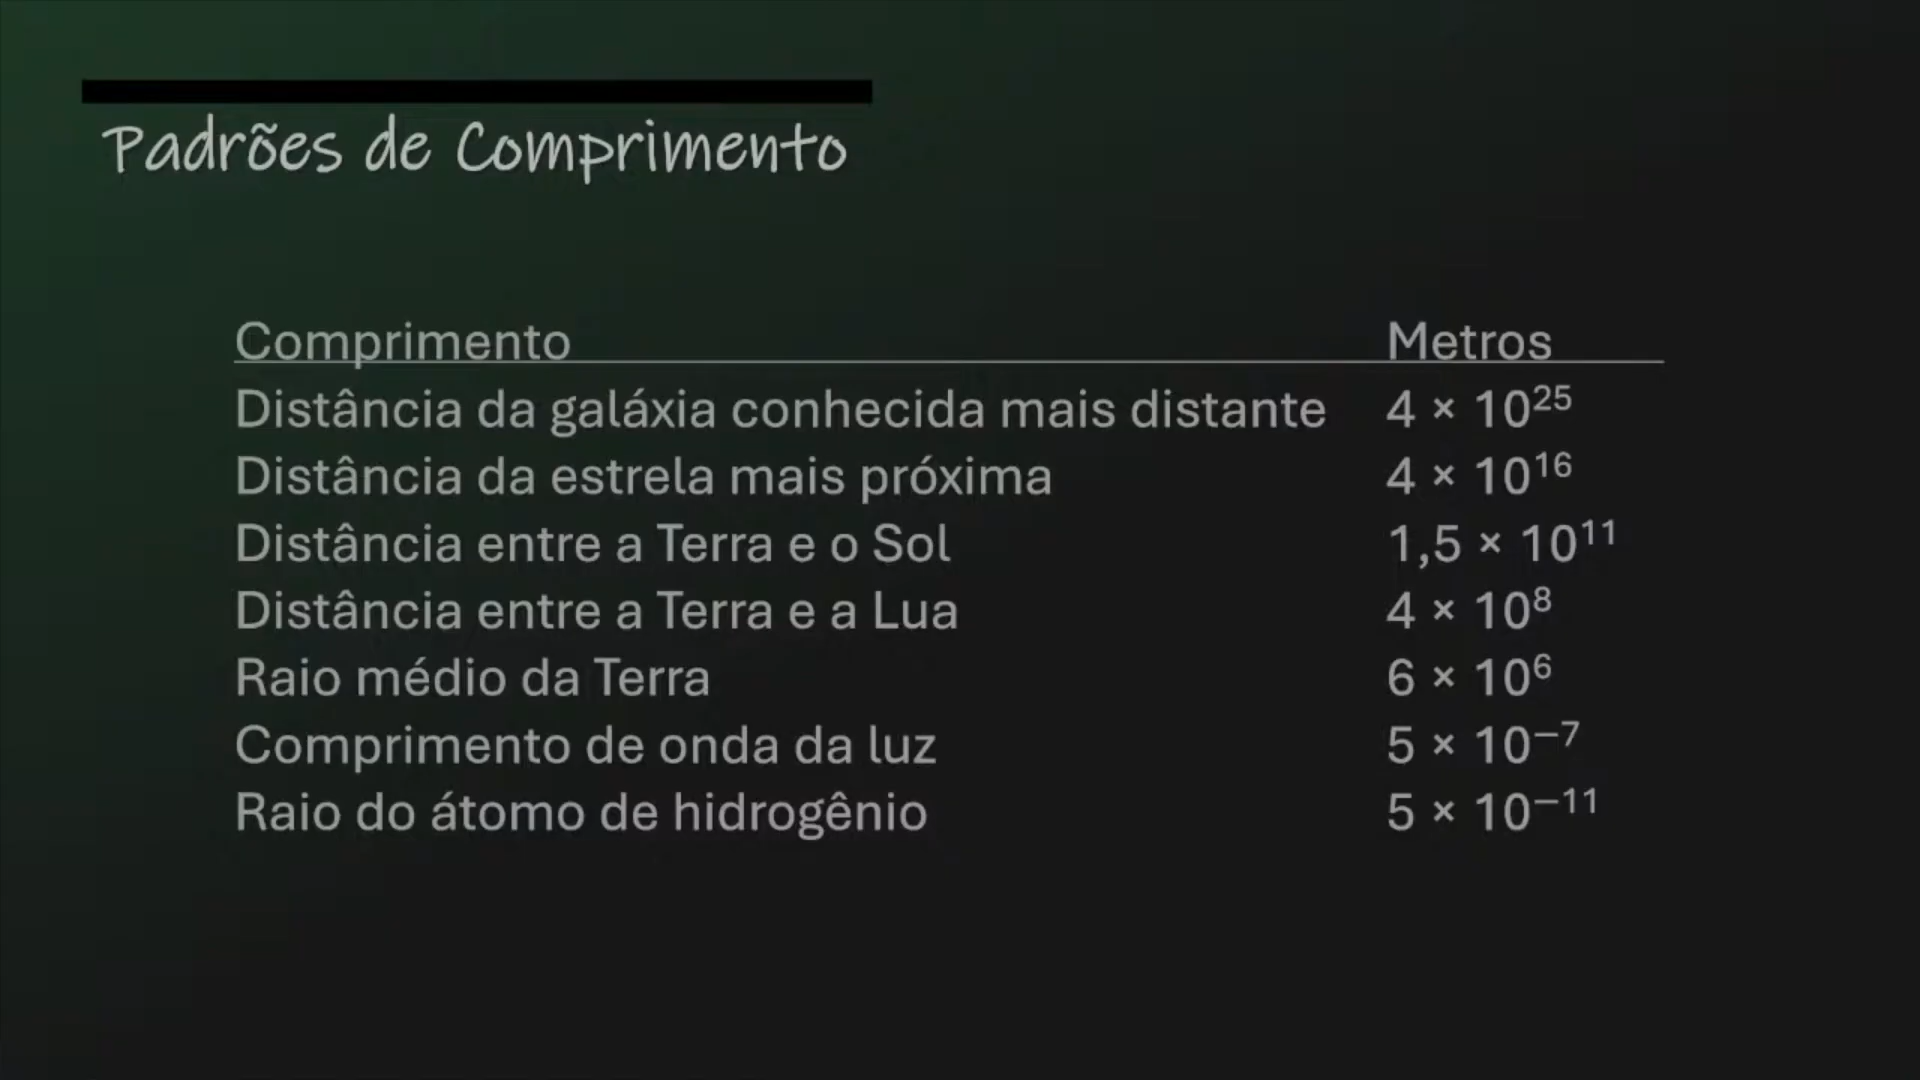 Padrões de Comprimento
Comprimento Metros
Distância da galáxia conhecida mais distante 4 × 10²⁵
Distância da estrela mais próxima 4 × 10¹⁶
Distância entre a Terra e o Sol 1,5 × 10¹¹
Distância entre a Terra e a Lua 4 × 10⁸
Raio médio da Terra 6 × 10⁶
Comprimento de onda da luz 5 × 10⁻⁷
Raio do átomo de hidrogênio 5 × 10⁻¹¹